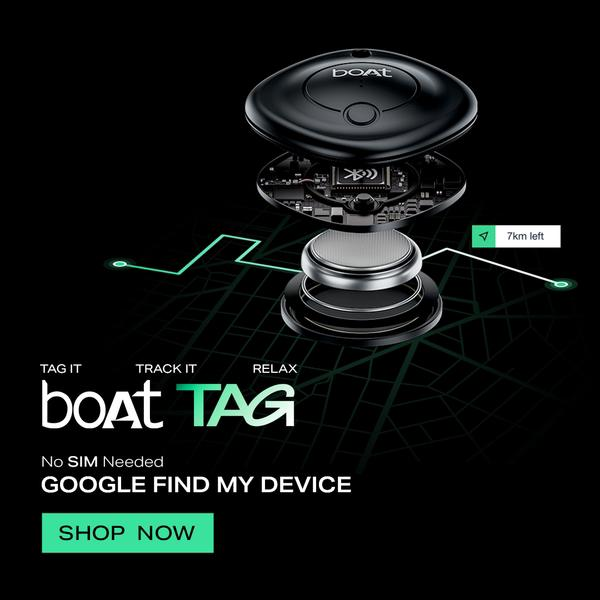 boAt
7km left
TAG IT TRACK IT RELAX
boAt TAG
No SIM Needed
GOOGLE FIND MY DEVICE
SHOP NOW